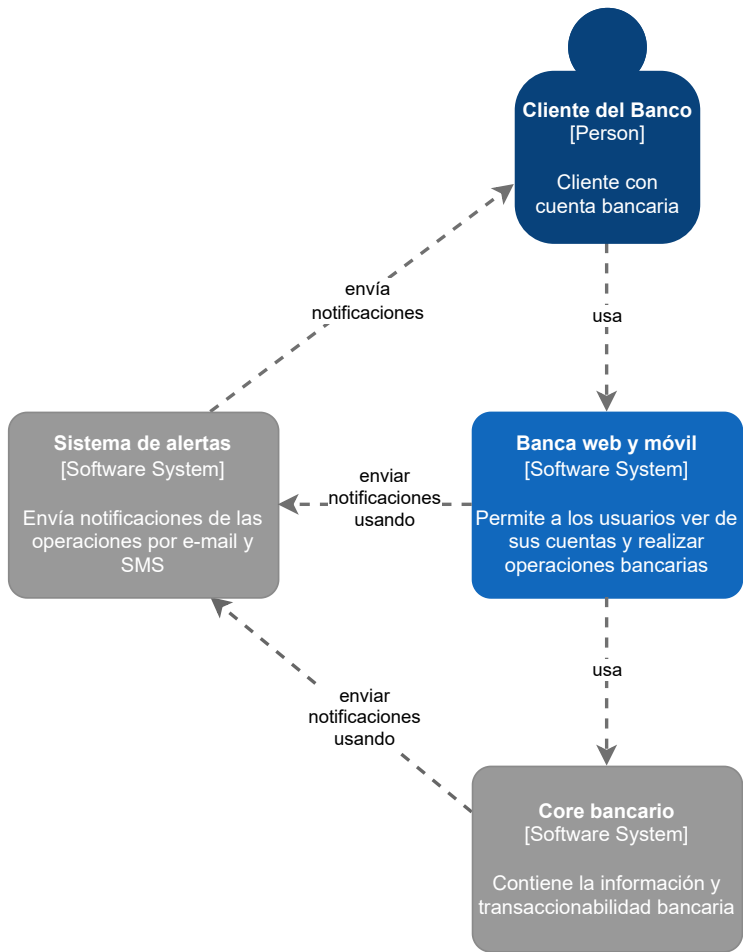 Cliente del Banco
[Person]
Cliente con
cuenta bancaria
envía
notificaciones
usa
Sistema de alertas
[Software System]
Envía notificaciones de las
operaciones por e-mail y
SMS
enviar
notificaciones
usando
Banca web y móvil
[Software System]
Permite a los usuarios ver de
sus cuentas y realizar
operaciones bancarias
usa
enviar
notificaciones
usando
Core bancario
[Software System]
Contiene la información y
transaccionabilidad bancaria